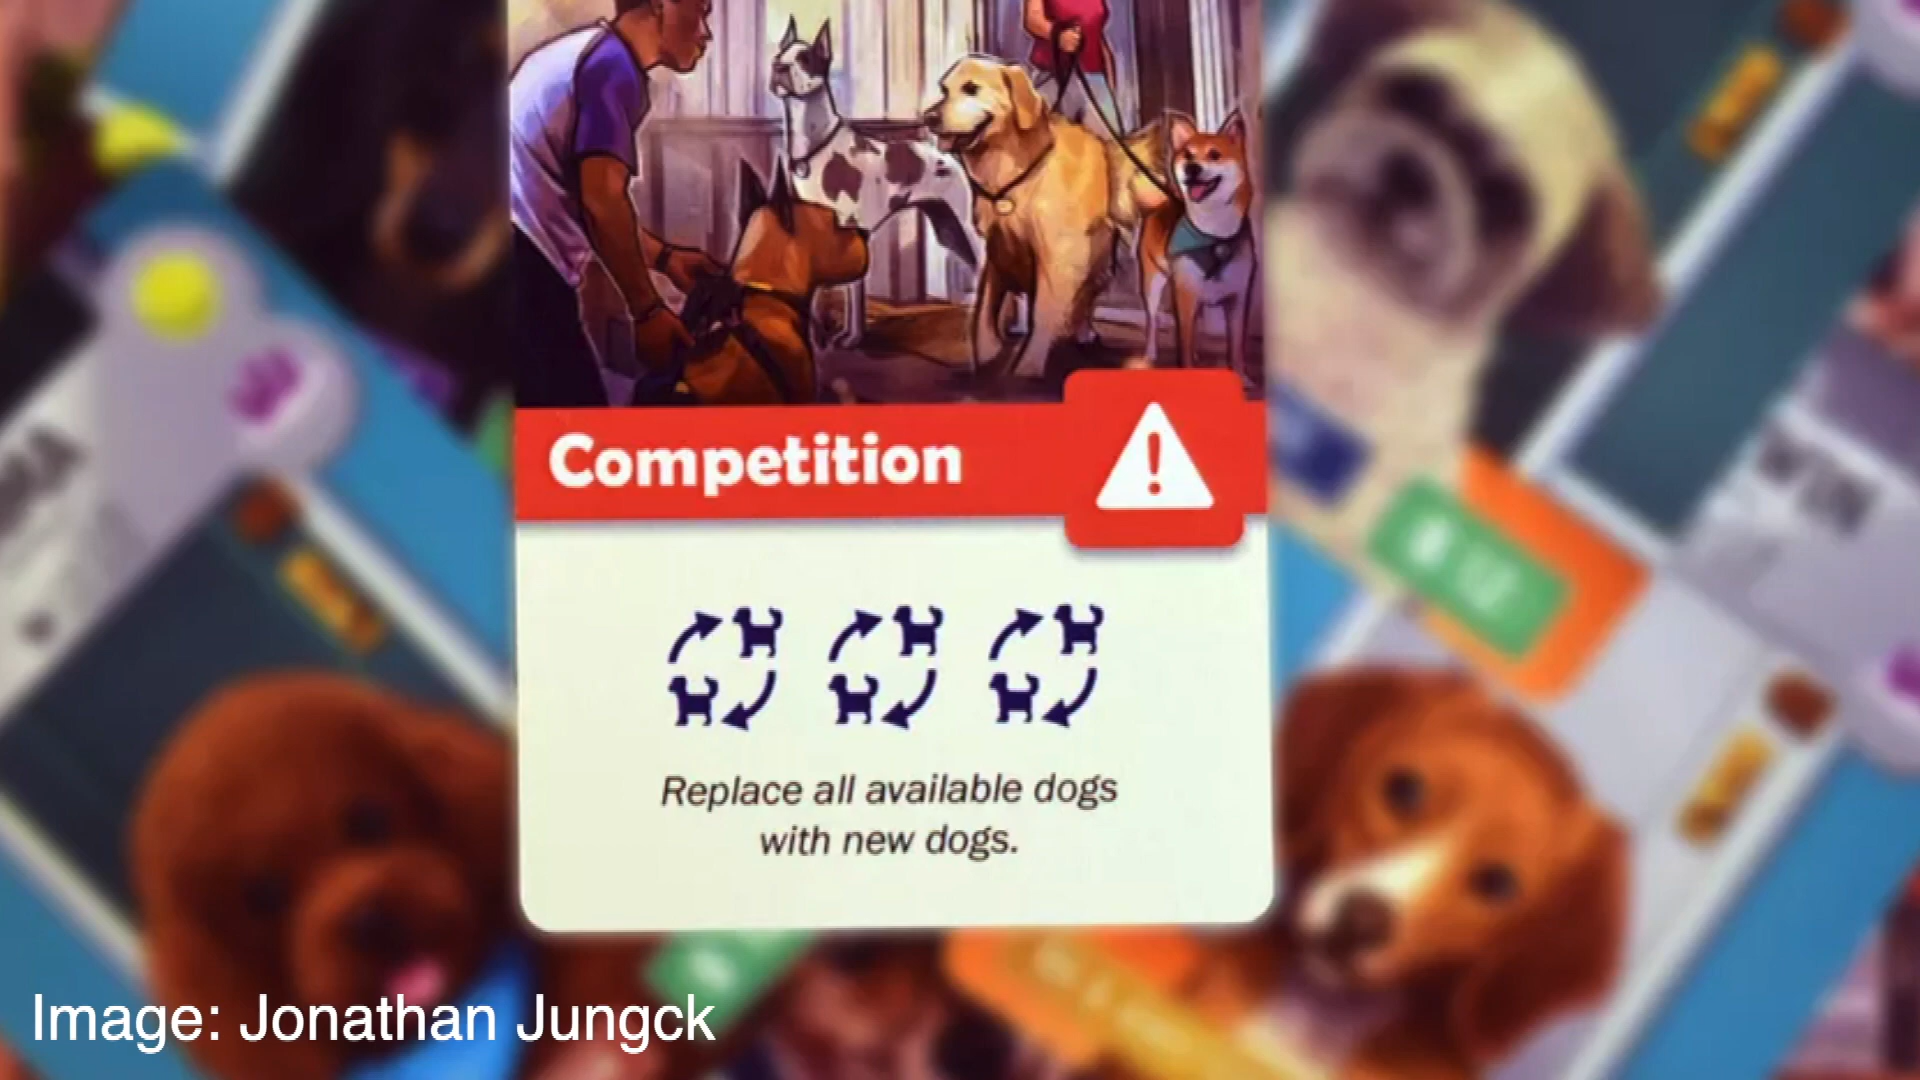 Competition
Replace all available dogs
with new dogs.
Image: Jonathan Jungck